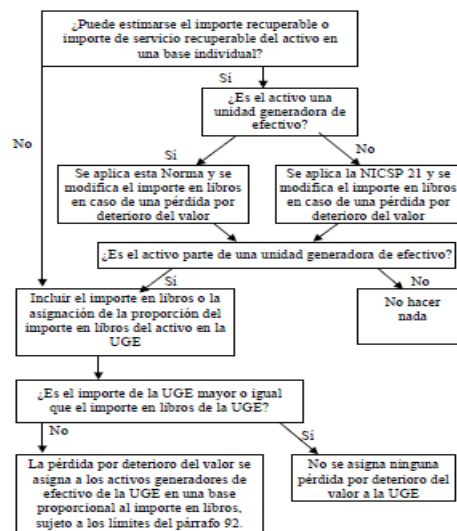 ¿Puede estimarse el importe recuperable o
importe de servicio recuperable del activo en
una base individual?
Sí
¿Es el activo una
unidad generadora de
efectivo?
No
Sí
No
Se aplica esta Norma y se
modifica el importe en libros
en caso de una pérdida por
deterioro del valor
Se aplica la NICSP 21 y se
modifica el importe en libros
en caso de una pérdida por
deterioro del valor
¿Es el activo parte de una unidad generadora de efectivo?
Sí
No
Incluir el importe en libros o la
asignación de la proporción del
importe en libros del activo en la
UGE
No hacer
nada
¿Es el importe de la UGE mayor o igual
que el importe en libros de la UGE?
No
Sí
La pérdida por deterioro del valor se
asigna a los activos generadores de
efectivo de la UGE en una base
proporcional al importe en libros,
sujeto a los límites del párrafo 92.
No se asigna ninguna
pérdida por deterioro del
valor a la UGE